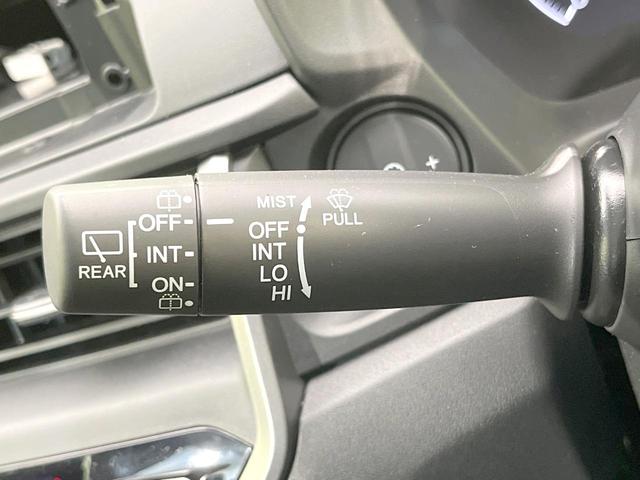 REAR
OFF
INT
ON
MIST
OFF
INT
LO
HI
PULL